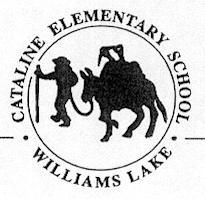 CATALINE ELEMENTARY SCHOOL
WILLIAMS LAKE